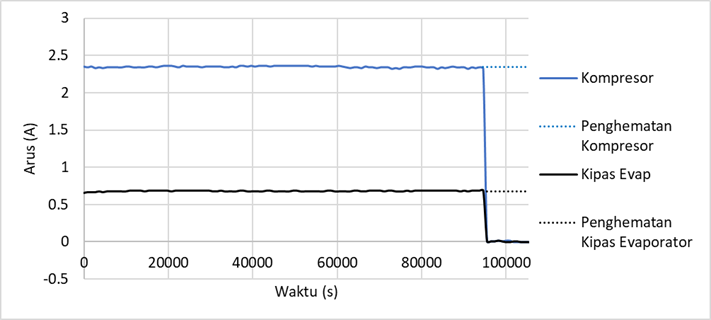 3
2.5
2
1.5
1
0.5
0
-0.5
Arus (A)
0 20000 40000 60000 80000 100000
Waktu (s)
Kompresor
Penghematan
Kompresor
Kipas Evap
Penghematan
Kipas Evaporator